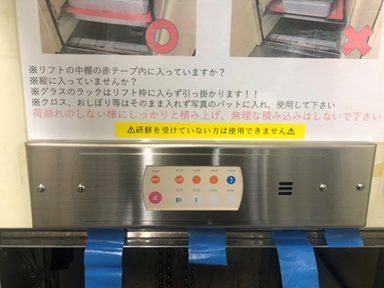 ※リフトの中棚の赤テープ内に入っていますか？
※縦に入っていませんか？
※グラスのラックはリフト枠に入らず引っ掛かります！！
※クロス、おしぼり等はそのまま入れず写真のバットに入れ、使用して下さい
荷崩れのしない様にしっかりと積み上げ、無理な積み込みはしないで下さい
⚠研修を受けていない方は使用できません⚠